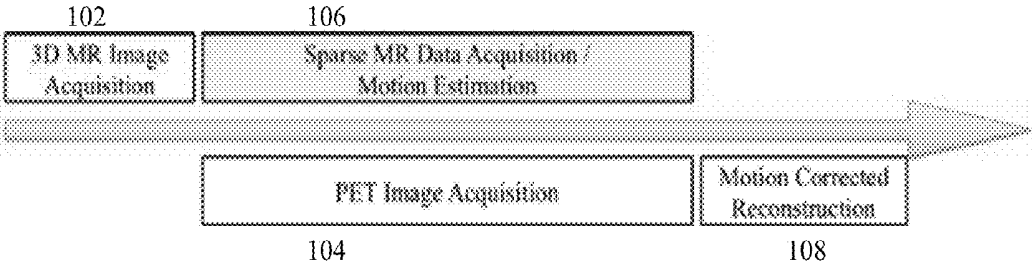 102
106
3D MR Image
Acquisition
Sparse MR Data Acquisition /
Motion Estimation
PET Image Acquisition
Motion Corrected
Reconstruction
104
108